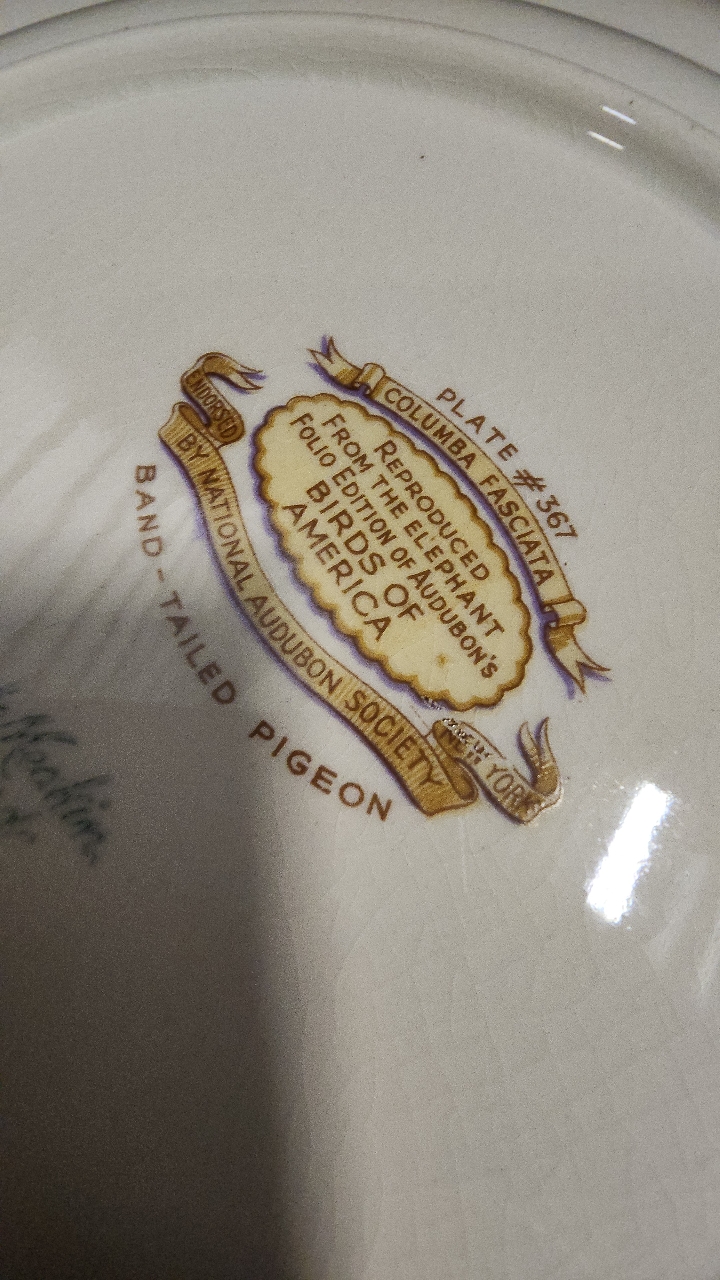 PLATE #367
COLUMBA FASCIATA
REPRODUCED
FROM THE ELEPHANT
FOLIO EDITION OF AUDUBON'S
BIRDS OF
AMERICA
ENDORSED
BY NATIONAL AUDUBON SOCIETY
NEW YORK
BAND-TAILED PIGEON